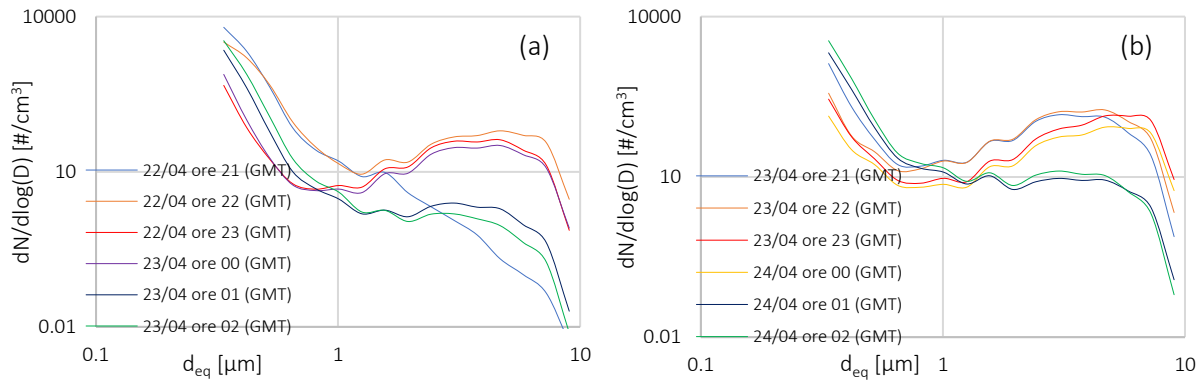 10000
10
0.01
0.1
1
10
dN/dlog(D) [#/cm³]
d_eq [µm]
(a)
22/04 ore 21 (GMT)
22/04 ore 22 (GMT)
22/04 ore 23 (GMT)
23/04 ore 00 (GMT)
23/04 ore 01 (GMT)
23/04 ore 02 (GMT)
10000
10
0.01
0.1
1
10
dN/dlog(D) [#/cm³]
d_eq [µm]
(b)
23/04 ore 21 (GMT)
23/04 ore 22 (GMT)
23/04 ore 23 (GMT)
24/04 ore 00 (GMT)
24/04 ore 01 (GMT)
24/04 ore 02 (GMT)